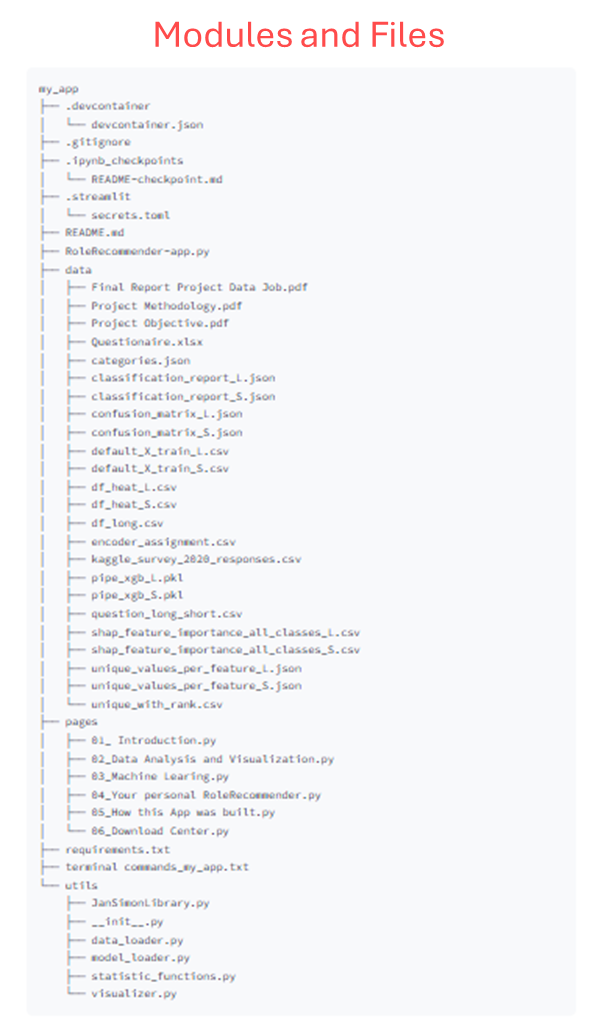 Modules and Files
my_app
├── .devcontainer
│   └── devcontainer.json
├── .gitignore
├── .ipynb_checkpoints
│   └── README-checkpoint.md
├── .streamlit
│   └── secrets.toml
├── README.md
├── RoleRecommender-app.py
├── data
│   ├── Final Report Project Data Job.pdf
│   ├── Project Methodology.pdf
│   ├── Project Objective.pdf
│   ├── Questionaire.xlsx
│   ├── categories.json
│   ├── classification_report_L.json
│   ├── classification_report_S.json
│   ├── confusion_matrix_L.json
│   ├── confusion_matrix_S.json
│   ├── default_X_train_L.csv
│   ├── default_X_train_S.csv
│   ├── df_heat_L.csv
│   ├── df_heat_S.csv
│   ├── df_long.csv
│   ├── encoder_assignment.csv
│   ├── kaggle_survey_2020_responses.csv
│   ├── pipe_xgb_L.pkl
│   ├── pipe_xgb_S.pkl
│   ├── question_long_short.csv
│   ├── shap_feature_importance_all_classes_L.csv
│   ├── shap_feature_importance_all_classes_S.csv
│   ├── unique_values_per_feature_L.json
│   ├── unique_values_per_feature_S.json
│   └── unique_with_rank.csv
├── pages
│   ├── 01_ Introduction.py
│   ├── 02_Data Analysis and Visualization.py
│   ├── 03_Machine Learing.py
│   ├── 04_Your personal RoleRecommender.py
│   ├── 05_How this App was built.py
│   └── 06_Download Center.py
├── requirements.txt
├── terminal commands_my_app.txt
└── utils
    ├── JanSimonLibrary.py
    ├── __init__.py
    ├── data_loader.py
    ├── model_loader.py
    ├── statistic_functions.py
    └── visualizer.py